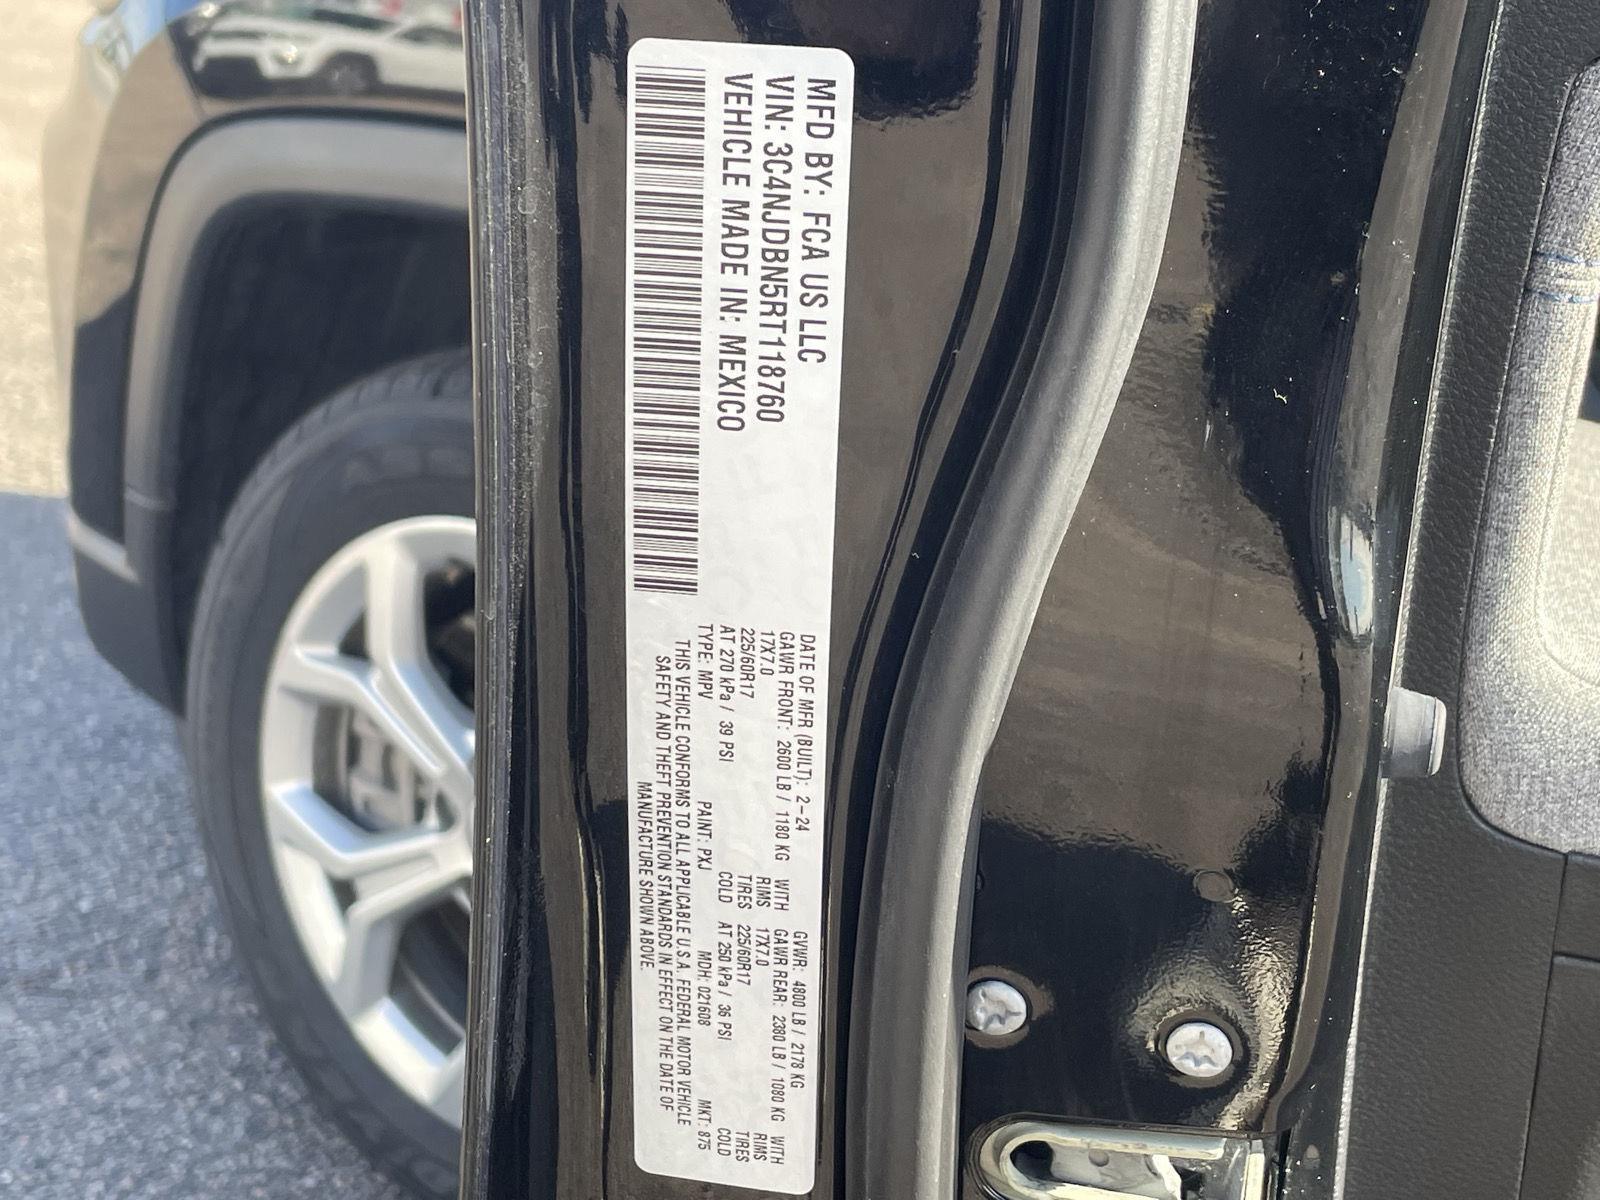 MFD BY: FCA US LLC
VIN: 3C4NJDBN5RT118760
VEHICLE MADE IN: MEXICO
DATE OF MFR (BUILT): 2-24 GVWR: 4800 LB / 2178 KG
GAWR FRONT: 2600 LB / 1180 KG WITH GAWR REAR: 2380 LB / 1080 KG WITH
17X7.0 RIMS 17X7.0 RIMS
225/60R17 TIRES 225/60R17 TIRES
AT 270 kPa / 39 PSI COLD AT 250 kPa / 36 PSI COLD
TYPE: MPV PAINT: PXJ MDH: 021608 MKT: 875
THIS VEHICLE CONFORMS TO ALL APPLICABLE U.S.A. FEDERAL MOTOR VEHICLE
SAFETY AND THEFT PREVENTION STANDARDS IN EFFECT ON THE DATE OF
MANUFACTURE SHOWN ABOVE.